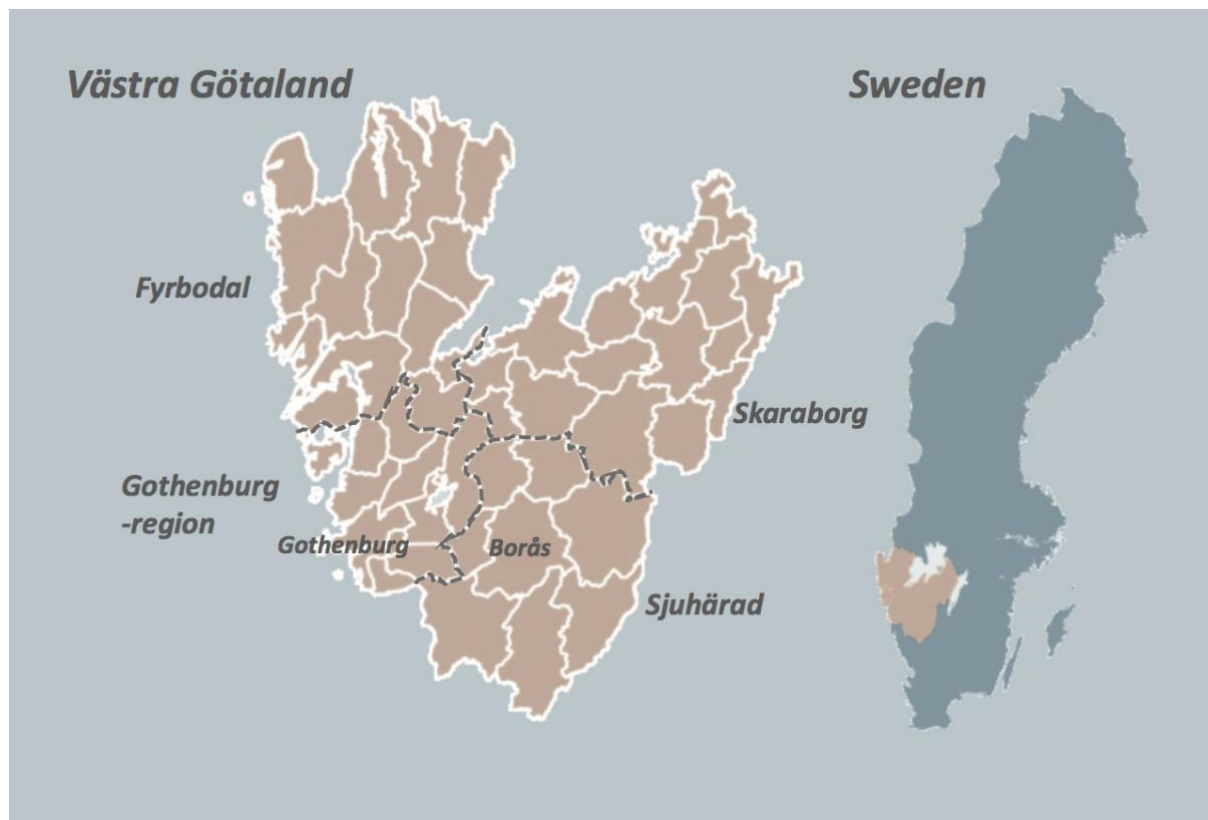 Västra Götaland
Sweden
Fyrbodal
Skaraborg
Gothenburg
-region
Gothenburg
Borås
Sjuhärad